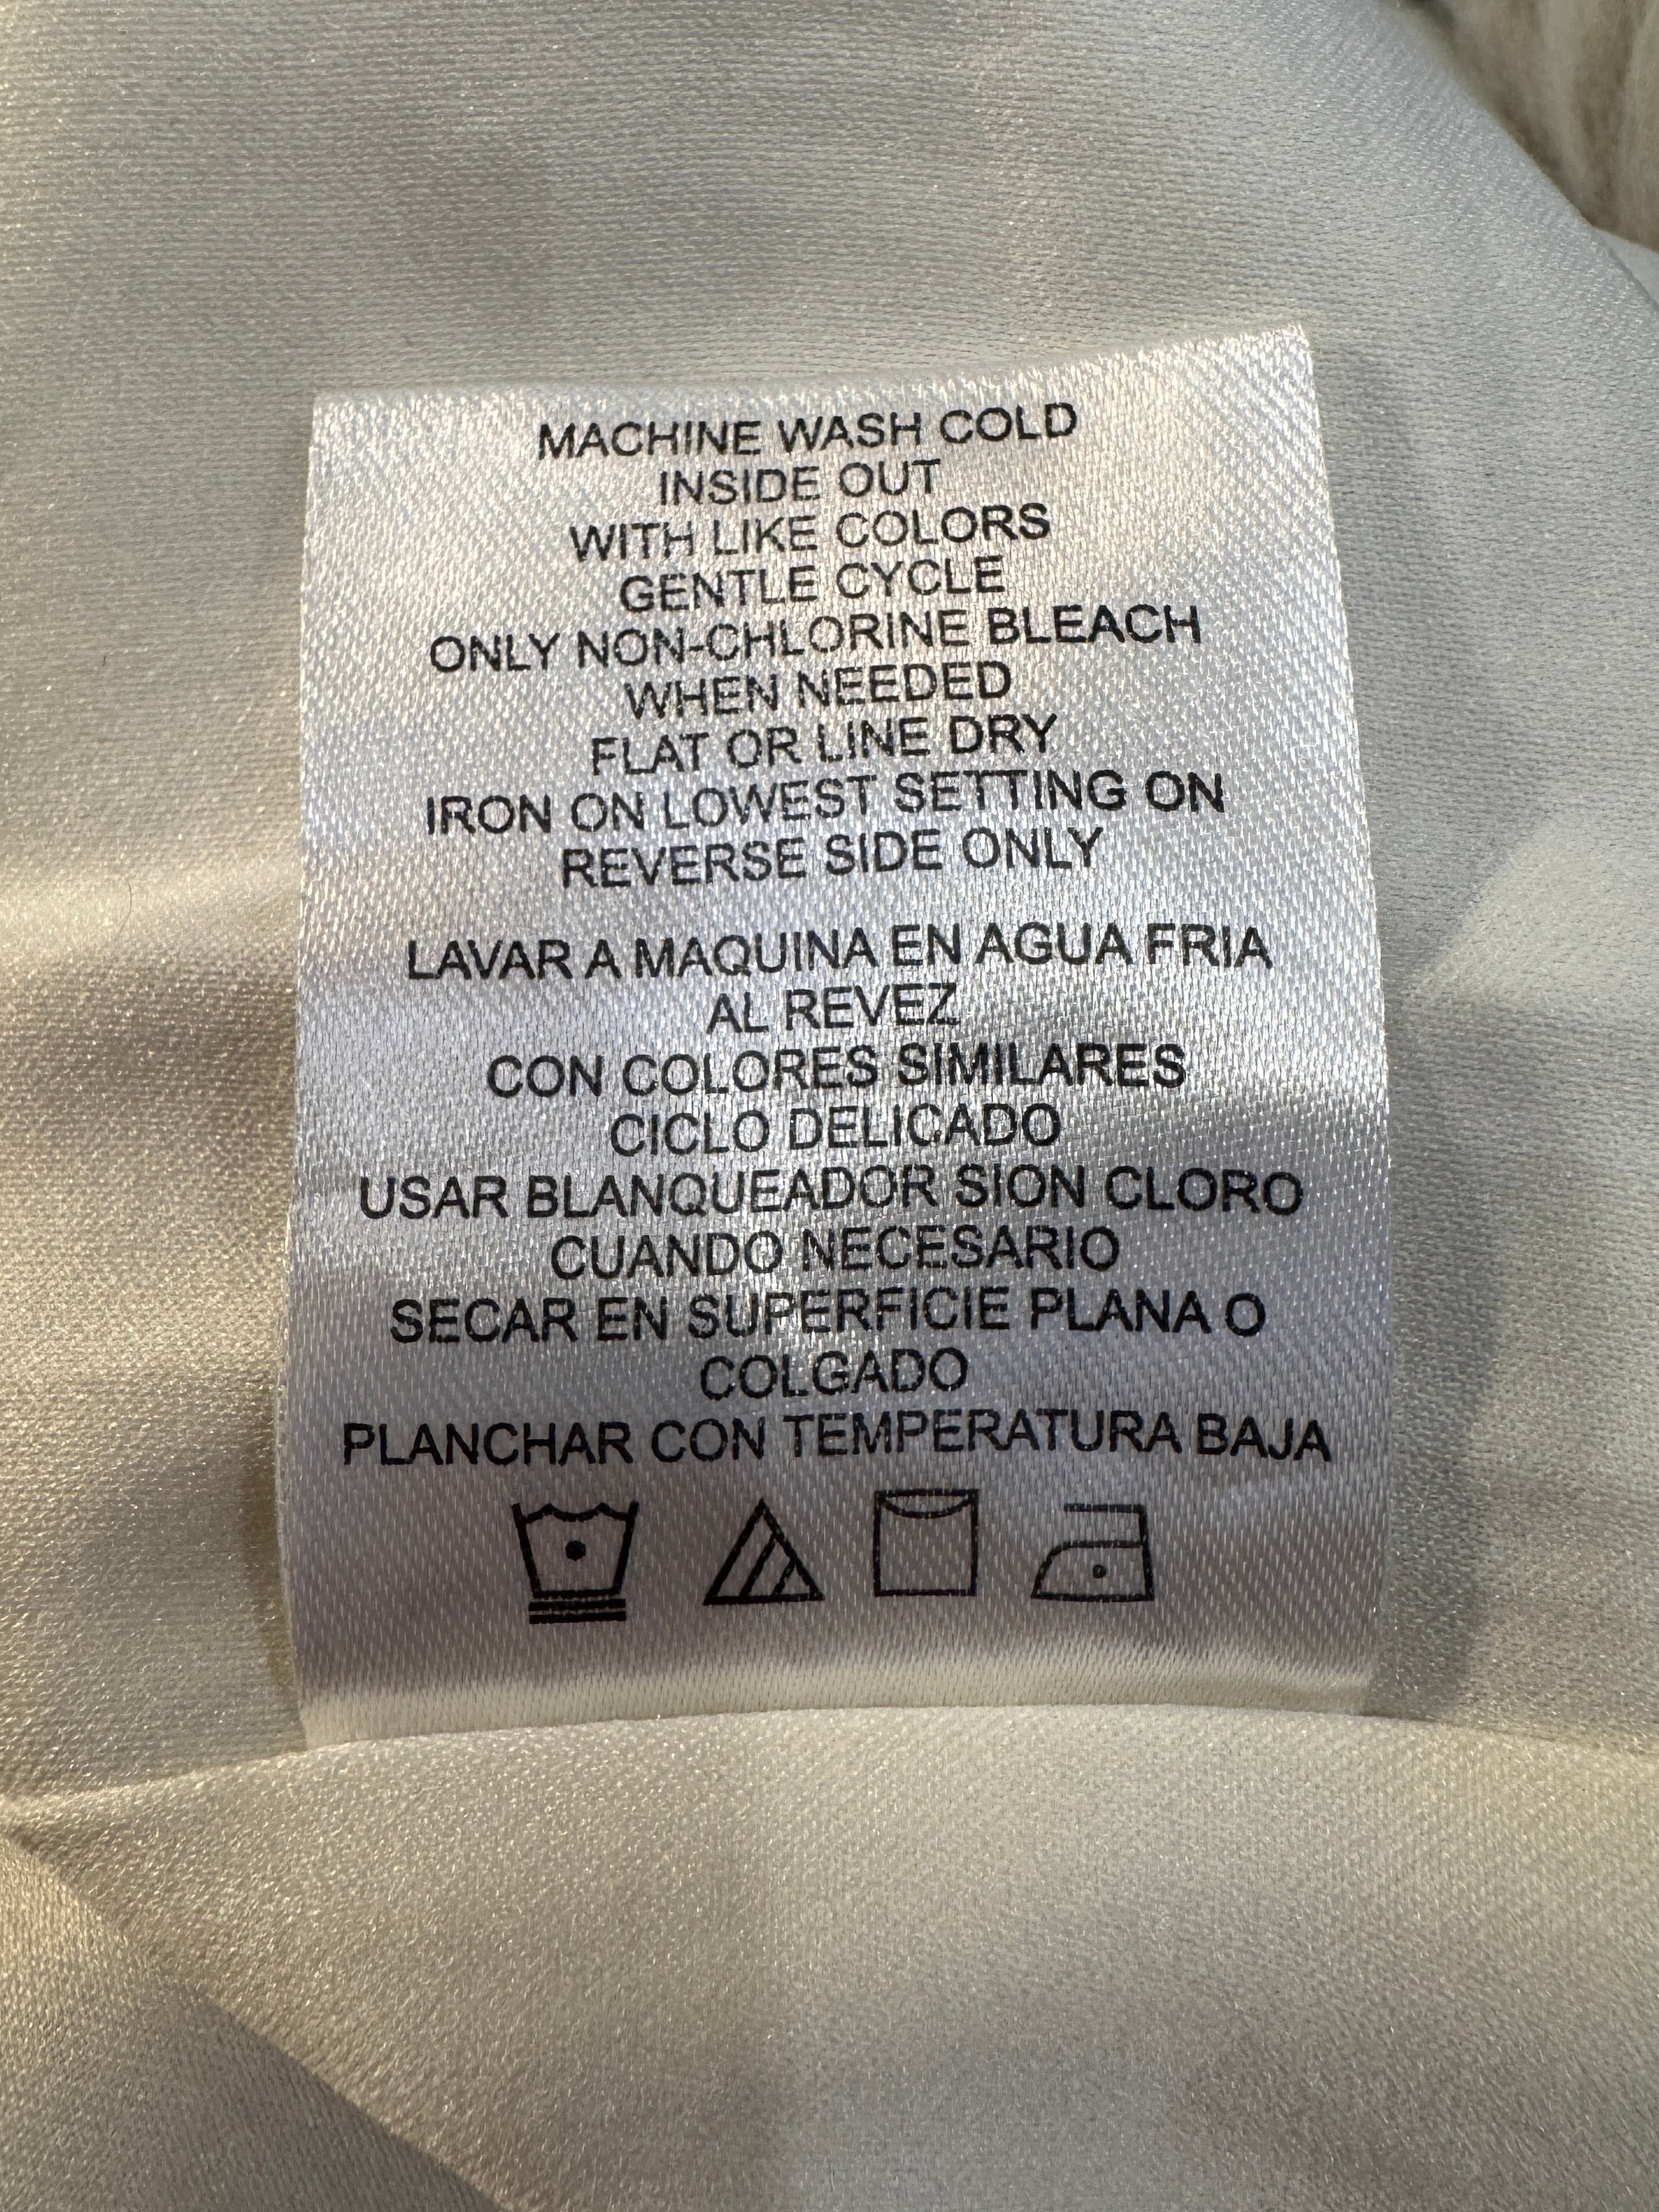 MACHINE WASH COLD
INSIDE OUT
WITH LIKE COLORS
GENTLE CYCLE
ONLY NON-CHLORINE BLEACH
WHEN NEEDED
FLAT OR LINE DRY
IRON ON LOWEST SETTING ON
REVERSE SIDE ONLY
LAVAR A MAQUINA EN AGUA FRIA
AL REVEZ
CON COLORES SIMILARES
CICLO DELICADO
USAR BLANQUEADOR SION CLORO
CUANDO NECESARIO
SECAR EN SUPERFICIE PLANA O
COLGADO
PLANCHAR CON TEMPERATURA BAJA